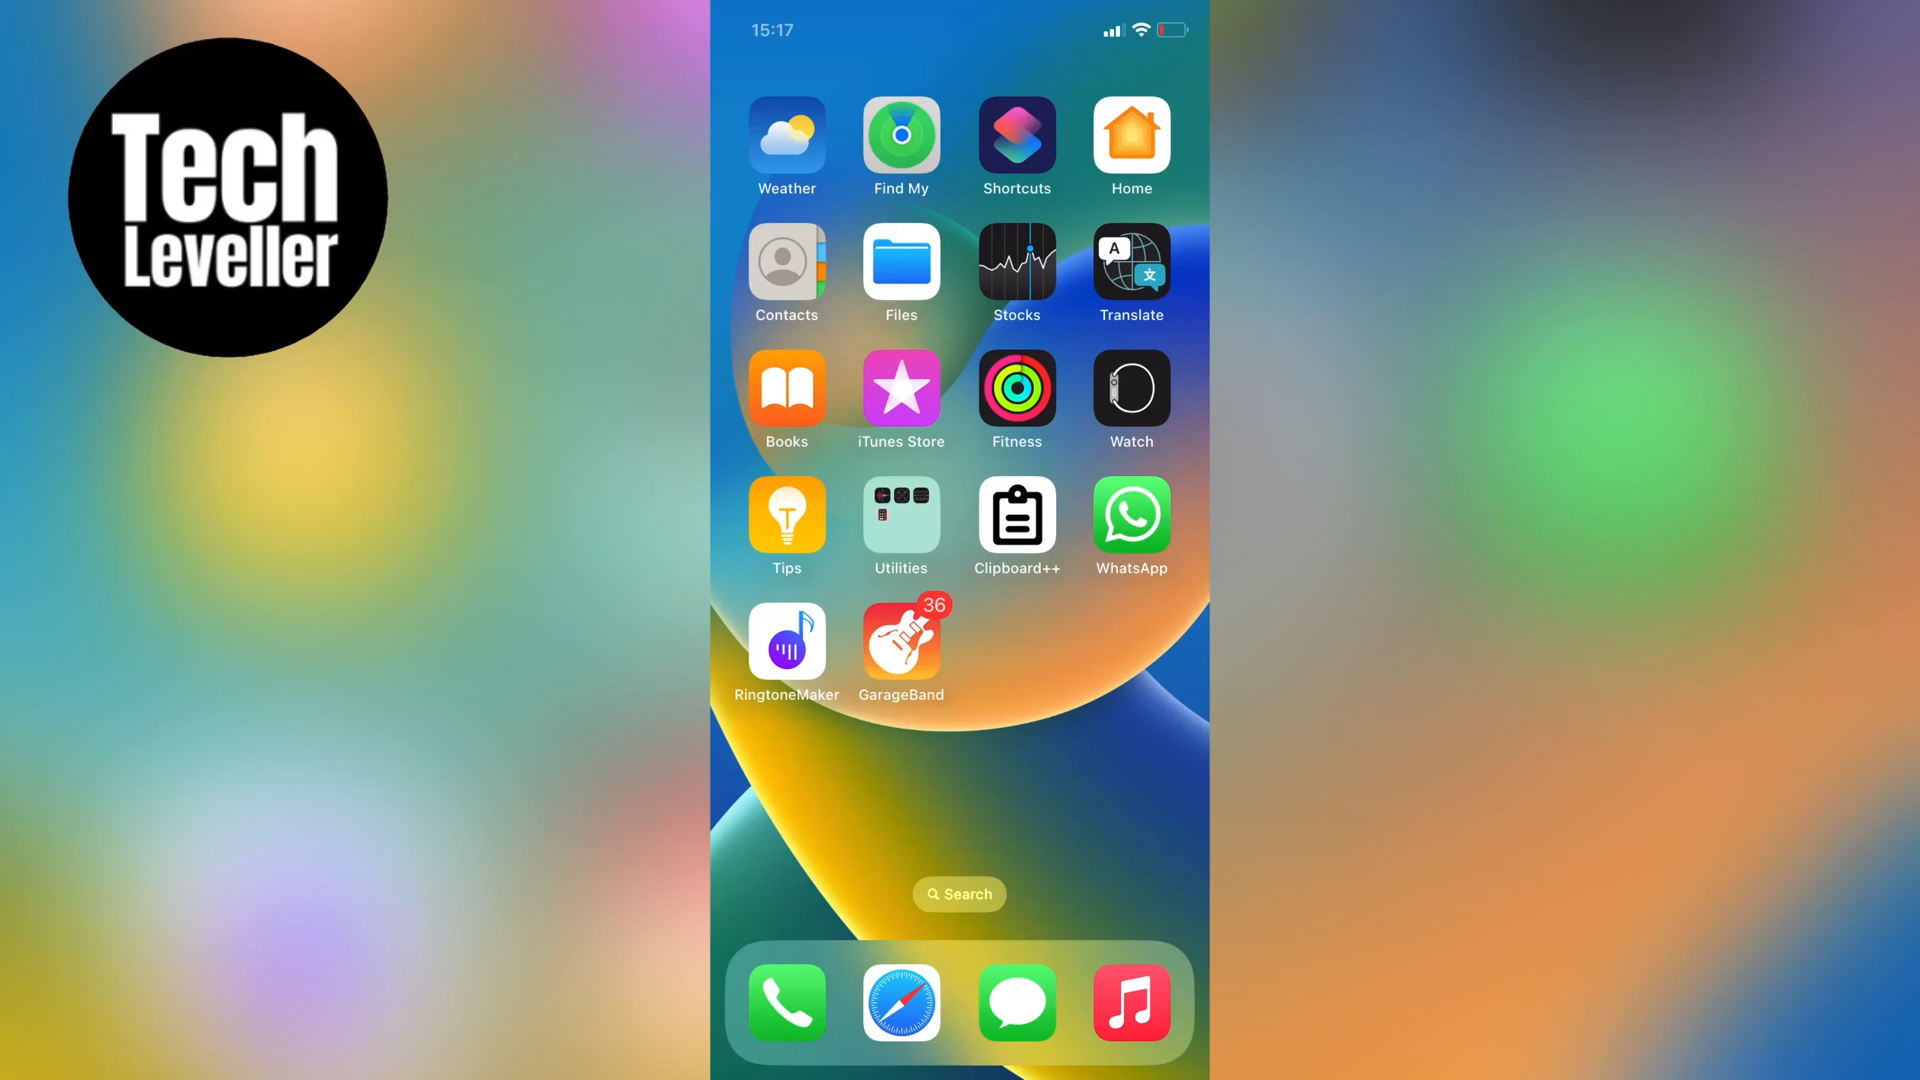 Tech
Leveller
15:17
Weather
Find My
Shortcuts
Home
A
文
Contacts
Files
Stocks
Translate
Books
iTunes Store
Fitness
Watch
T
Tips
Utilities
Clipboard++
WhatsApp
36
RingtoneMaker
GarageBand
Search